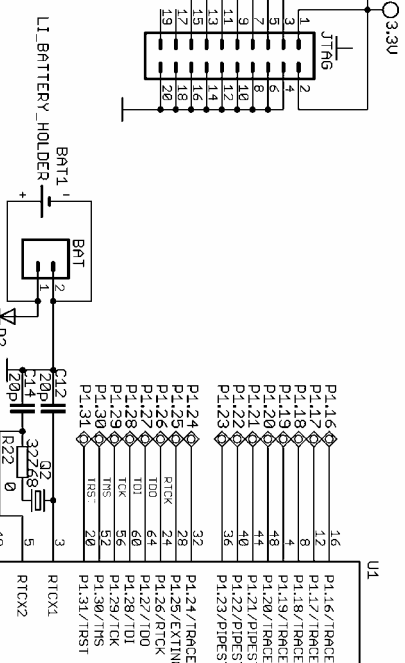 3.3V
JTAG
1
3
5
7
9
11
13
15
17
19
2
4
6
8
10
12
14
16
18
20
LI_BATTERY_HOLDER
BAT1
-
+
BAT
1
2
C12
20p
C14
20p
Q2
32768
R22
0
3
RTCX1
5
RTCX2
U1
P1.16
16
P1.16/TRACE
P1.17
12
P1.17/TRACE
P1.18
8
P1.18/TRACE
P1.19
4
P1.19/TRACE
P1.20
48
P1.20/TRACE
P1.21
44
P1.21/PIPES
P1.22
40
P1.22/PIPES
P1.23
36
P1.23/PIPES
P1.24
32
P1.24/TRACE
P1.25
28
P1.25/EXTIN
P1.26
RTCK
24
P1.26/RTCK
P1.27
TDO
64
P1.27/TDO
P1.28
TDI
60
P1.28/TDI
P1.29
TCK
56
P1.29/TCK
P1.30
TMS
52
P1.30/TMS
P1.31
TRST
20
P1.31/TRST